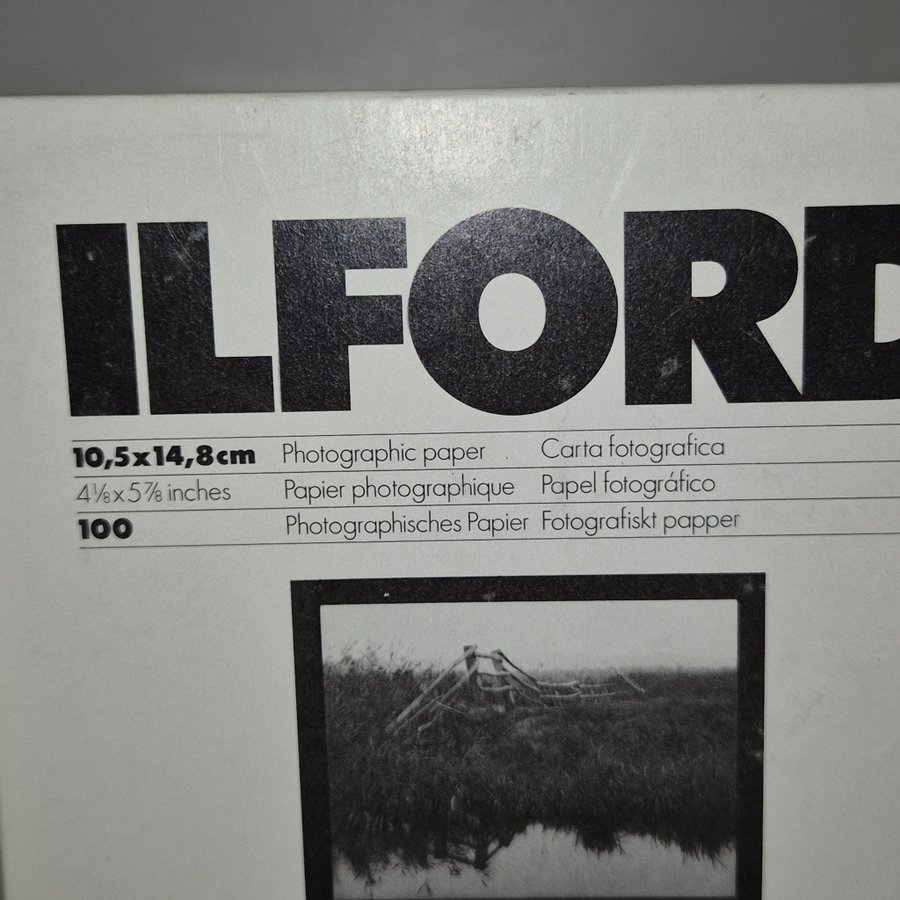 ILFORD
10,5x14,8cm Photographic paper Carta fotografica
4⅛x5⅞ inches Papier photographique Papel fotográfico
100 Photographisches Papier Fotografiskt papper